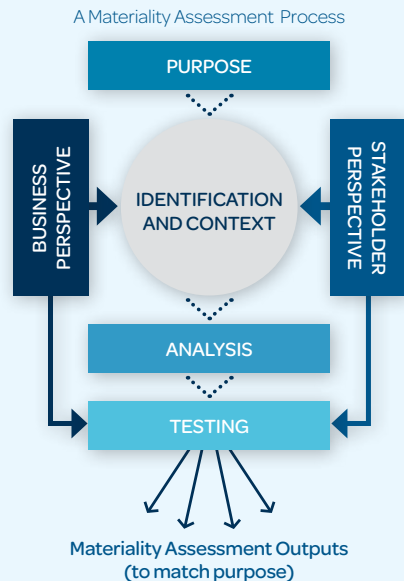 A Materiality Assessment Process
PURPOSE
BUSINESS
PERSPECTIVE
IDENTIFICATION
AND CONTEXT
STAKEHOLDER
PERSPECTIVE
ANALYSIS
TESTING
Materiality Assessment Outputs
(to match purpose)